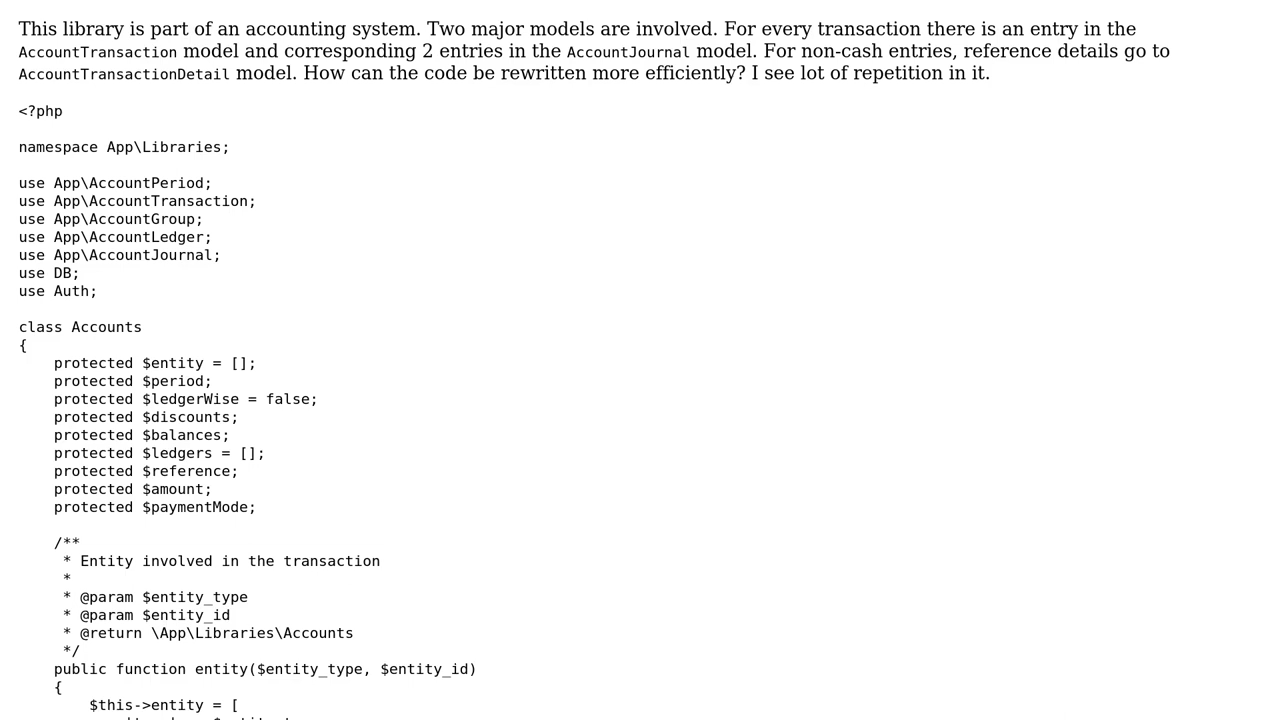 This library is part of an accounting system. Two major models are involved. For every transaction there is an entry in the
AccountTransaction model and corresponding 2 entries in the AccountJournal model. For non-cash entries, reference details go to
AccountTransactionDetail model. How can the code be rewritten more efficiently? I see lot of repetition in it.
<?php
namespace App\Libraries;
use App\AccountPeriod;
use App\AccountTransaction;
use App\AccountGroup;
use App\AccountLedger;
use App\AccountJournal;
use DB;
use Auth;
class Accounts
{
    protected $entity = [];
    protected $period;
    protected $ledgerWise = false;
    protected $discounts;
    protected $balances;
    protected $ledgers = [];
    protected $reference;
    protected $amount;
    protected $paymentMode;
    /**
     * Entity involved in the transaction
     *
     * @param $entity_type
     * @param $entity_id
     * @return \App\Libraries\Accounts
     */
    public function entity($entity_type, $entity_id)
    {
        $this->entity = [